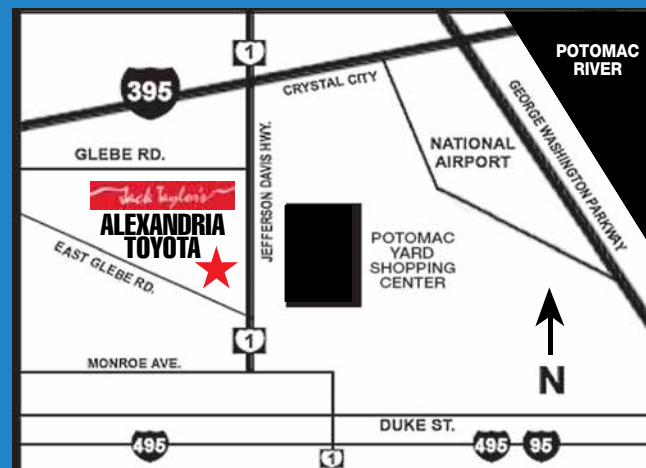 1
POTOMAC
RIVER
395
CRYSTAL CITY
GEORGE WASHINGTON PARKWAY
GLEBE RD.
JEFFERSON DAVIS HWY.
NATIONAL
AIRPORT
Jack Taylor's
ALEXANDRIA
TOYOTA
EAST GLEBE RD.
POTOMAC
YARD
SHOPPING
CENTER
1
MONROE AVE.
N
DUKE ST.
495
1
495
95